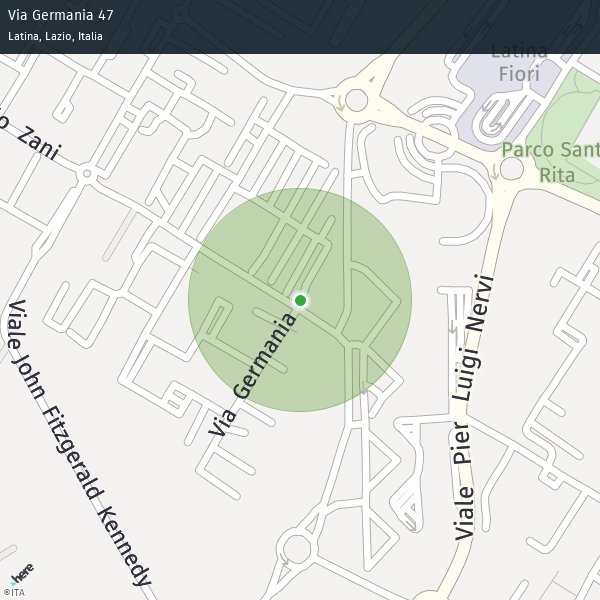 Via Germania 47
Latina, Lazio, Italia
Latina
Fiori
o Zani
Parco Sant
Rita
Viale John Fitzgerald Kennedy
Via Germania
Viale Pier Luigi Nervi
here
©ITA